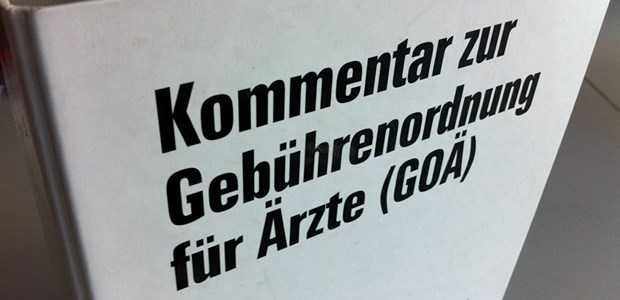 Kommentar zur
Gebührenordnung
für Ärzte (GOÄ)